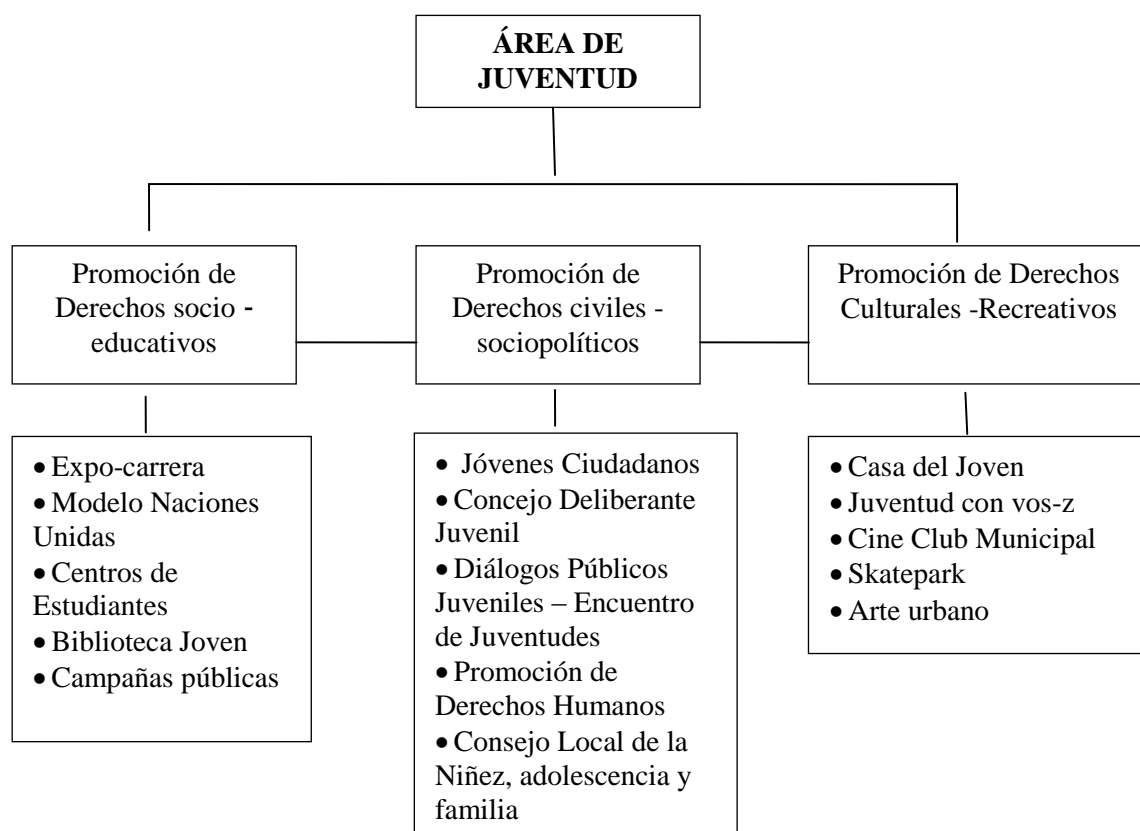 ÁREA DE
JUVENTUD
Promoción de
Derechos socio -
educativos
Promoción de
Derechos civiles -
sociopolíticos
Promoción de Derechos
Culturales -Recreativos
• Expo-carrera
• Modelo Naciones
Unidas
• Centros de
Estudiantes
• Biblioteca Joven
• Campañas públicas
• Jóvenes Ciudadanos
• Concejo Deliberante
Juvenil
• Diálogos Públicos
Juveniles – Encuentro
de Juventudes
• Promoción de
Derechos Humanos
• Consejo Local de la
Niñez, adolescencia y
familia
• Casa del Joven
• Juventud con vos-z
• Cine Club Municipal
• Skatepark
• Arte urbano